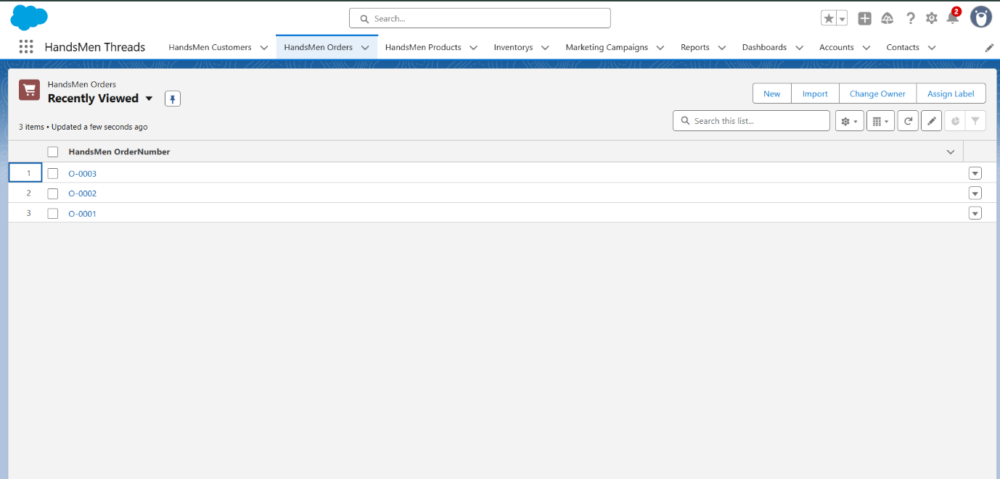 Search...
2
HandsMen Threads HandsMen Customers HandsMen Orders HandsMen Products Inventorys Marketing Campaigns Reports Dashboards Accounts Contacts
HandsMen Orders
Recently Viewed
New Import Change Owner Assign Label
3 items • Updated a few seconds ago
Search this list...
HandsMen OrderNumber
1 O-0003
2 O-0002
3 O-0001